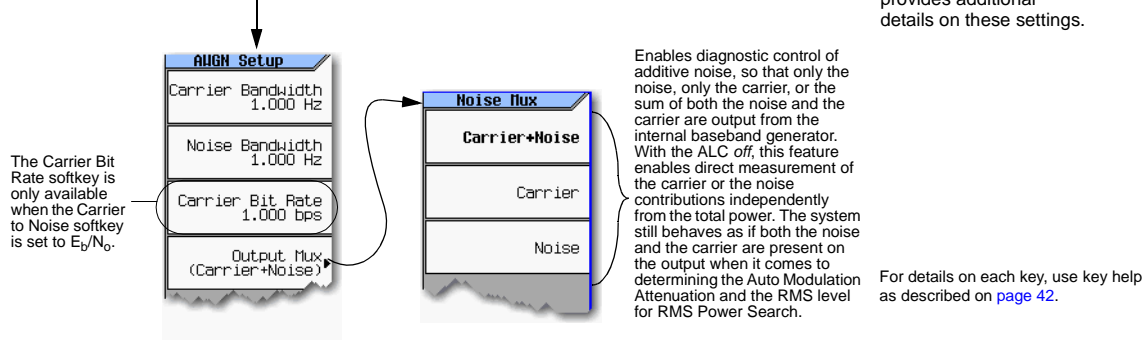 provides additional
details on these settings.
AWGN Setup
Carrier Bandwidth
1.000 Hz
Noise Bandwidth
1.000 Hz
Carrier Bit Rate
1.000 bps
Output Mux
(Carrier+Noise)
The Carrier Bit
Rate softkey is
only available
when the Carrier
to Noise softkey
is set to Eb/No.
Noise Mux
Carrier+Noise
Carrier
Noise
Enables diagnostic control of
additive noise, so that only the
noise, only the carrier, or the
sum of both the noise and the
carrier are output from the
internal baseband generator.
With the ALC off, this feature
enables direct measurement of
the carrier or the noise
contributions independently
from the total power. The system
still behaves as if both the noise
and the carrier are present on
the output when it comes to
determining the Auto Modulation
Attenuation and the RMS level
for RMS Power Search.
For details on each key, use key help
as described on page 42.